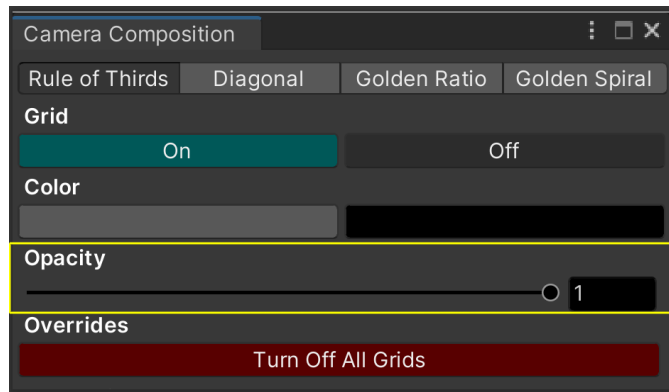 Camera Composition
Rule of Thirds Diagonal Golden Ratio Golden Spiral
Grid
On Off
Color
Opacity
1
Overrides
Turn Off All Grids